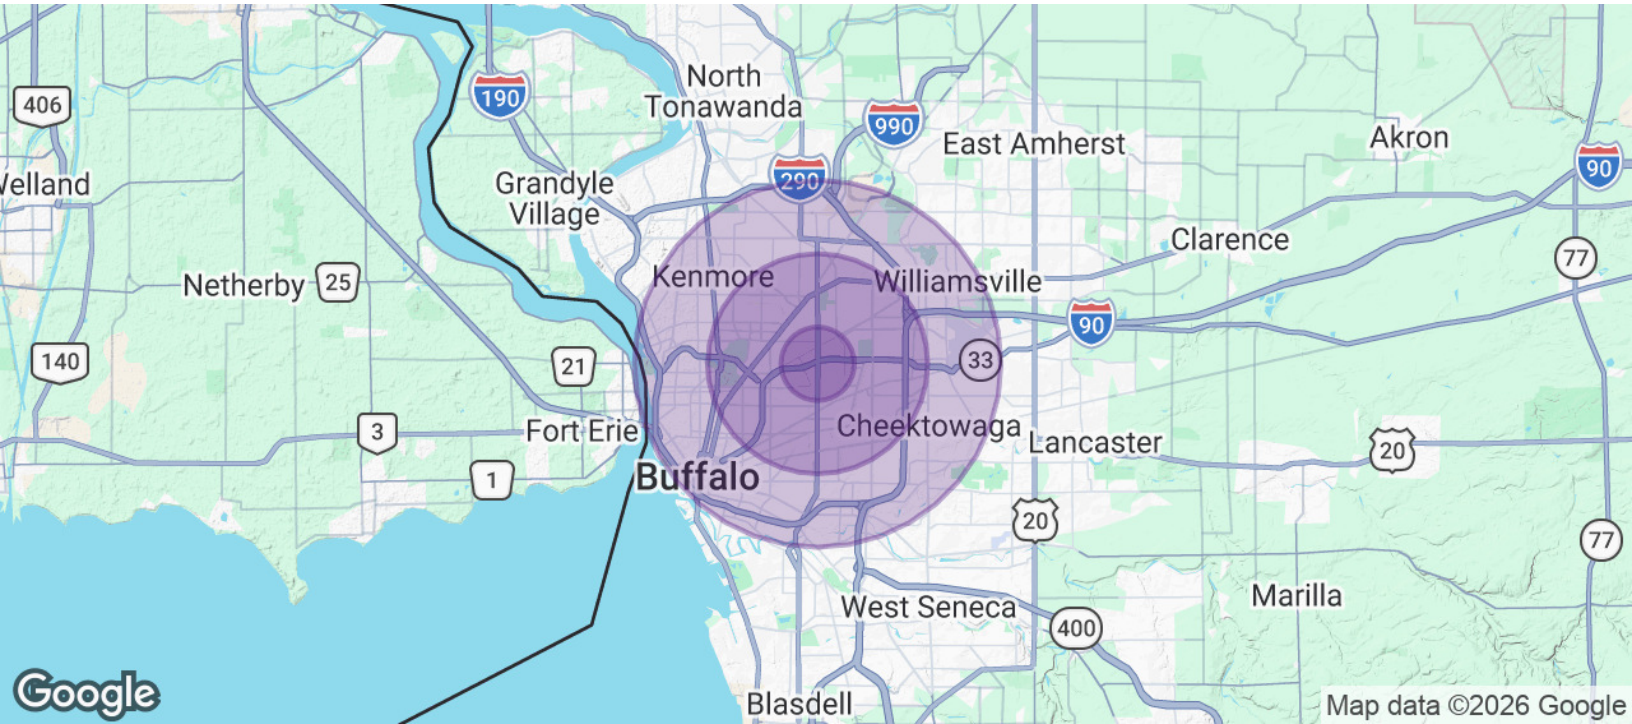 406
190
North
Tonawanda
990
East Amherst
Akron
90
Welland
Grandyle
Village
290
Clarence
77
Netherby
25
Kenmore
Williamsville
90
140
21
33
Fort Erie
3
Cheektowaga
Lancaster
20
1
Buffalo
20
77
West Seneca
400
Marilla
Blasdell
Google
Map data ©2026 Google